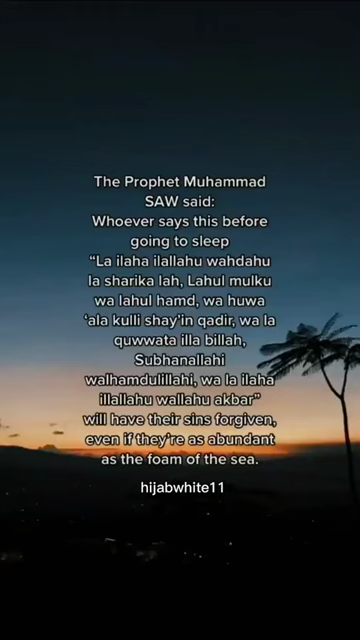 The Prophet Muhammad
SAW said:
Whoever says this before
going to sleep
“La ilaha ilallahu wahdahu
la sharika lah, Lahul mulku
wa lahul hamd, wa huwa
‘ala kulli shay’in qadir, wa la
quwwata illa billah,
Subhanallahi
walhamdulillahi, wa la ilaha
illallahu wallahu akbar”
will have their sins forgiven,
even if they’re as abundant
as the foam of the sea.
hijabwhite11